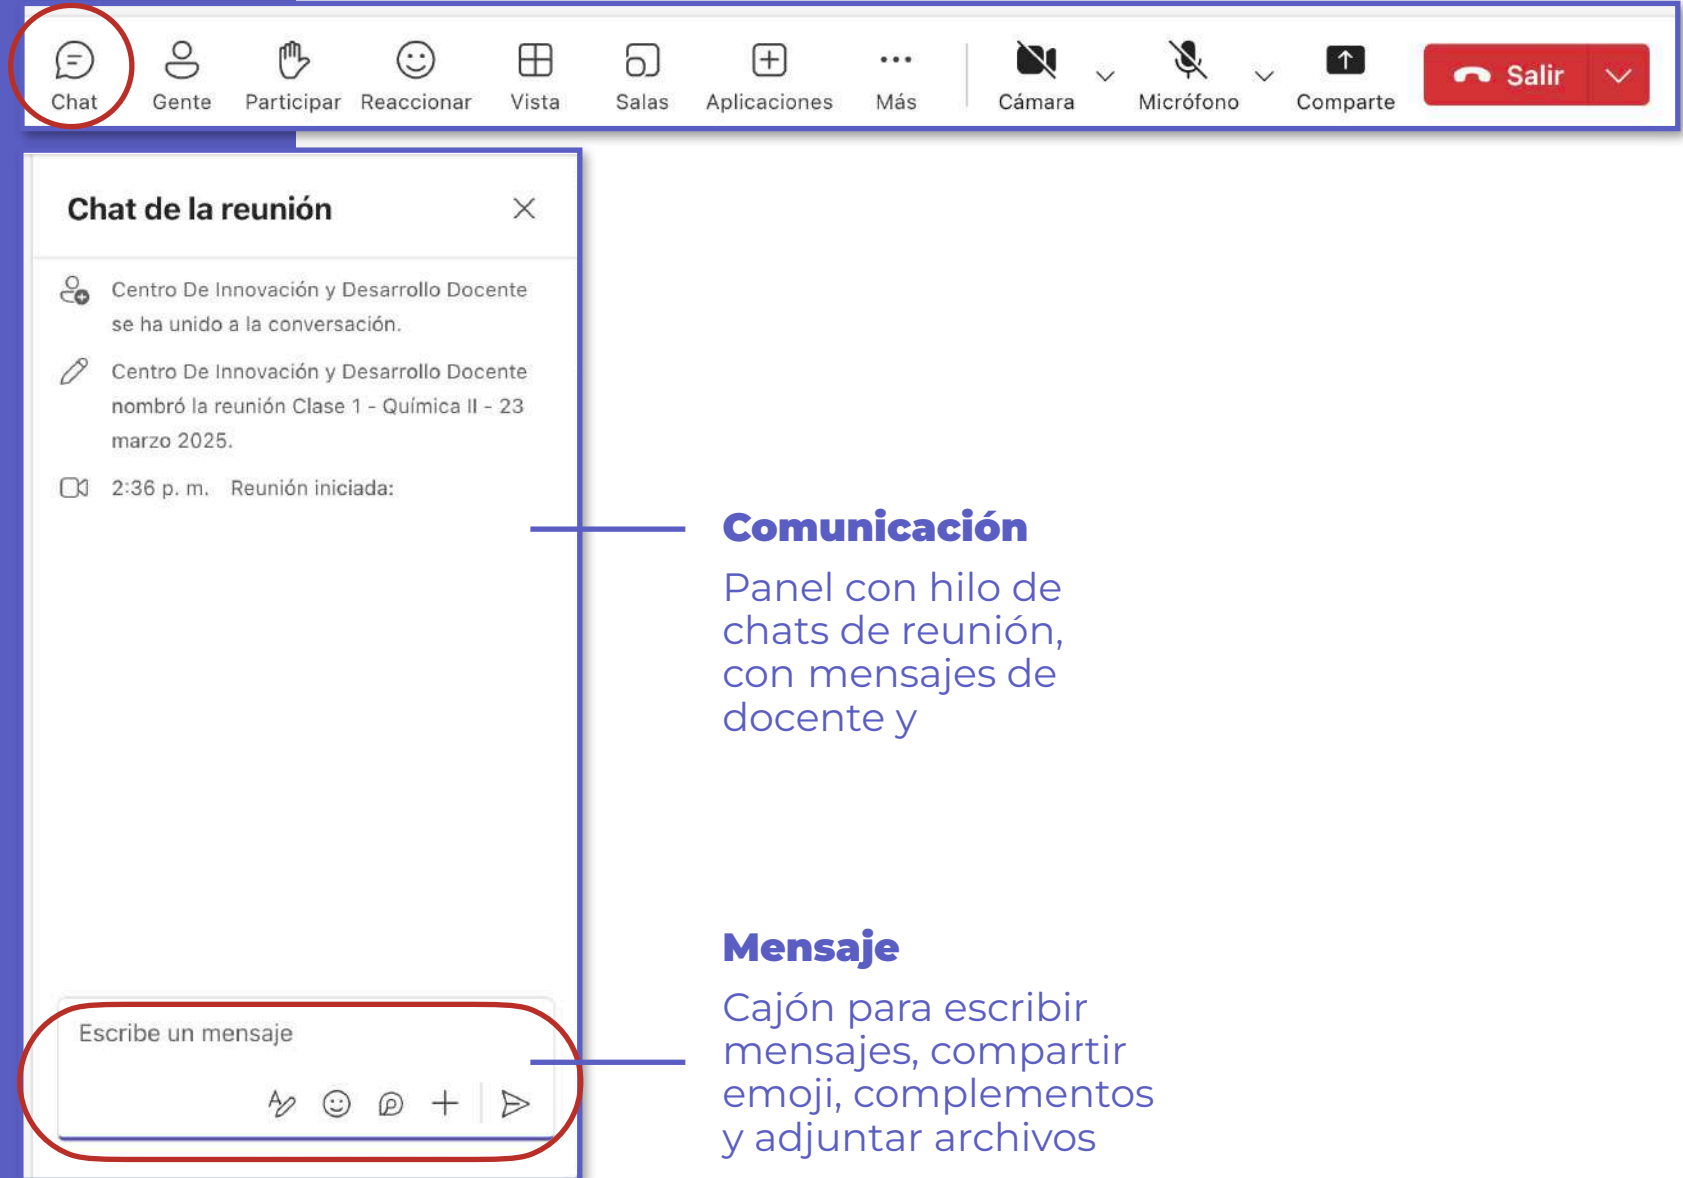 Chat Gente Participar Reaccionar Vista Salas Aplicaciones Más Cámara Micrófono Comparte Salir
Chat de la reunión
Centro De Innovación y Desarrollo Docente
se ha unido a la conversación.
Centro De Innovación y Desarrollo Docente
nombró la reunión Clase 1 - Química II - 23
marzo 2025.
2:36 p. m. Reunión iniciada:
Comunicación
Panel con hilo de
chats de reunión,
con mensajes de
docente y
Mensaje
Cajón para escribir
mensajes, compartir
emoji, complementos
y adjuntar archivos
Escribe un mensaje